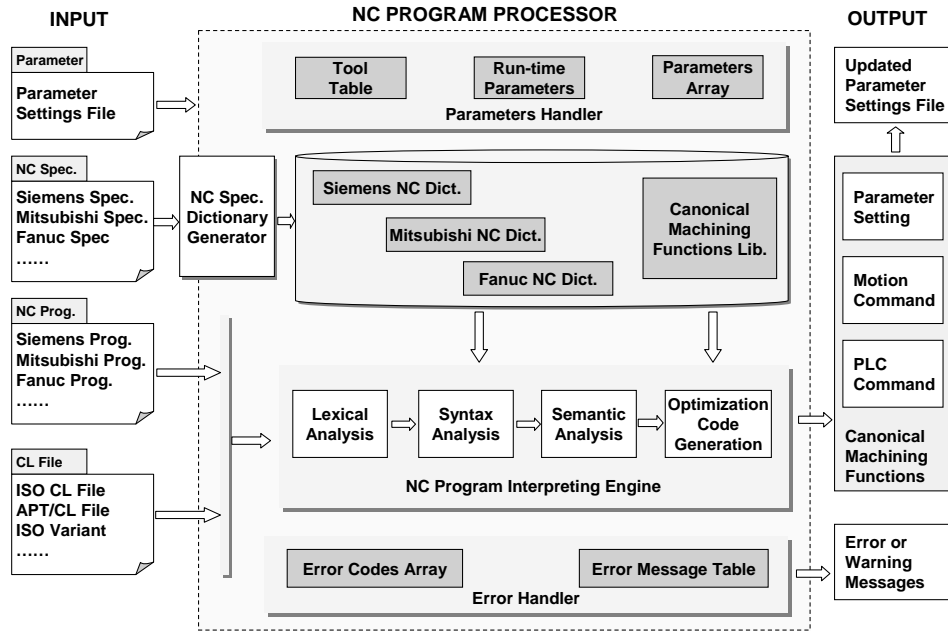 INPUT
NC PROGRAM PROCESSOR
OUTPUT
Parameter
Parameter
Settings File
NC Spec.
Siemens Spec.
Mitsubishi Spec.
Fanuc Spec
……
NC Prog.
Siemens Prog.
Mitsubishi Prog.
Fanuc Prog.
……
CL File
ISO CL File
APT/CL File
ISO Variant
……
Tool
Table
Run-time
Parameters
Parameters
Array
Parameters Handler
NC Spec.
Dictionary
Generator
Siemens NC Dict.
Mitsubishi NC Dict.
Fanuc NC Dict.
Canonical
Machining
Functions Lib.
Lexical
Analysis
Syntax
Analysis
Semantic
Analysis
Optimization
Code
Generation
NC Program Interpreting Engine
Error Codes Array
Error Message Table
Error Handler
Updated
Parameter
Settings File
Parameter
Setting
Motion
Command
PLC
Command
Canonical
Machining
Functions
Error or
Warning
Messages